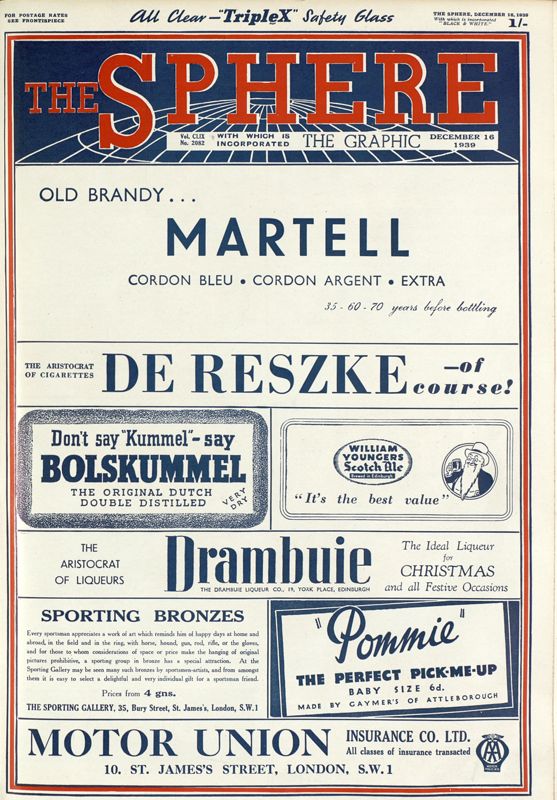 FOR POSTAGE RATES
SEE FRONTISPIECE
All Clear—"TripleX" Safety Glass
THE SPHERE, DECEMBER 16, 1939
With which is incorporated
"BLACK & WHITE."
1/-
THE SPHERE
Vol. CLIX
No. 2082
WITH WHICH IS
INCORPORATED
THE GRAPHIC
DECEMBER 16
1939
OLD BRANDY...
MARTELL
CORDON BLEU • CORDON ARGENT • EXTRA
35 - 60 - 70 years before bottling
THE ARISTOCRAT
OF CIGARETTES
DE RESZKE
—of
course!
Don't say "Kummel"- say
BOLSKUMMEL
THE ORIGINAL DUTCH
DOUBLE DISTILLED
VERY
DRY
WILLIAM
YOUNGERS
Scotch Ale
Brewed in Edinburgh
"It's the best value"
THE
ARISTOCRAT
OF LIQUEURS
Drambuie
THE DRAMBUIE LIQUEUR CO., 19, YORK PLACE, EDINBURGH
The Ideal Liqueur
for
CHRISTMAS
and all Festive Occasions
SPORTING BRONZES
Every sportsman appreciates a work of art which reminds him of happy days at home and
abroad, in the field and in the ring, with horse, hound, gun, rod, rifle, or the gloves,
and for those to whom considerations of space or price make the hanging of original
pictures prohibitive, a sporting group in bronze has a special attraction. At the
Sporting Gallery may be seen many such bronzes by sportsmen-artists, and from amongst
them it is easy to select a delightful and very individual gift for a sportsman friend.
Prices from 4 gns.
THE SPORTING GALLERY, 35, Bury Street, St. James's, London, S.W.1
"Pommie"
THE PERFECT PICK-ME-UP
BABY SIZE 6d.
MADE BY GAYMER'S OF ATTLEBOROUGH
MOTOR UNION
INSURANCE CO. LTD.
All classes of insurance transacted
AA
10. ST. JAMES'S STREET, LONDON, S.W.1